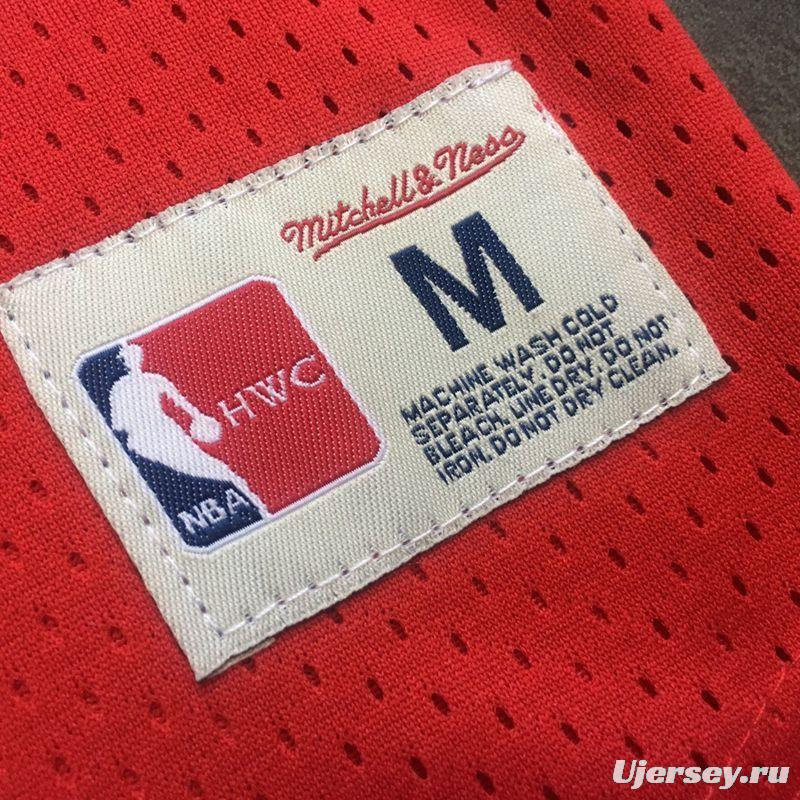 Mitchell & Ness
M
HWC
NBA
MACHINE WASH COLD
SEPARATELY. DO NOT
BLEACH. LINE DRY. DO NOT
IRON. DO NOT DRY CLEAN.
Ujersey.ru